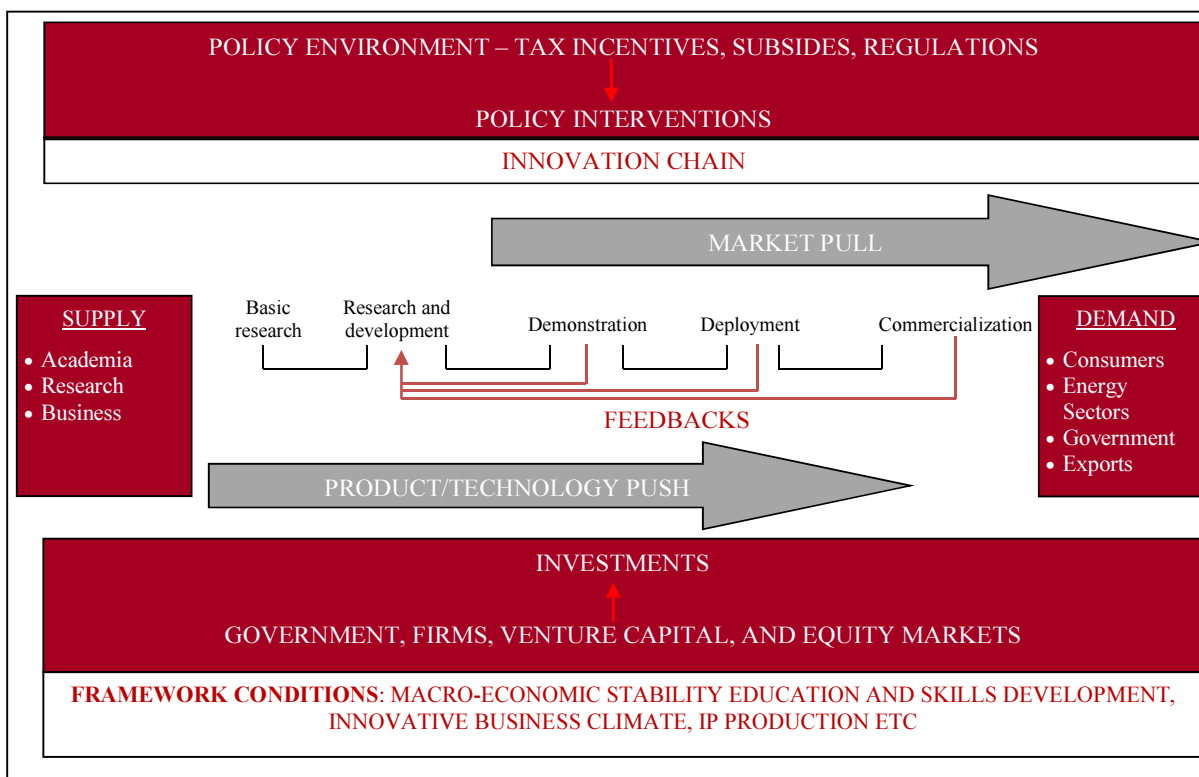 POLICY ENVIRONMENT – TAX INCENTIVES, SUBSIDES, REGULATIONS
POLICY INTERVENTIONS
INNOVATION CHAIN
MARKET PULL
SUPPLY
• Academia
• Research
• Business
Basic
research
Research and
development
Demonstration
Deployment
Commercialization
FEEDBACKS
DEMAND
• Consumers
• Energy
Sectors
• Government
• Exports
PRODUCT/TECHNOLOGY PUSH
INVESTMENTS
GOVERNMENT, FIRMS, VENTURE CAPITAL, AND EQUITY MARKETS
FRAMEWORK CONDITIONS: MACRO-ECONOMIC STABILITY EDUCATION AND SKILLS DEVELOPMENT,
INNOVATIVE BUSINESS CLIMATE, IP PRODUCTION ETC